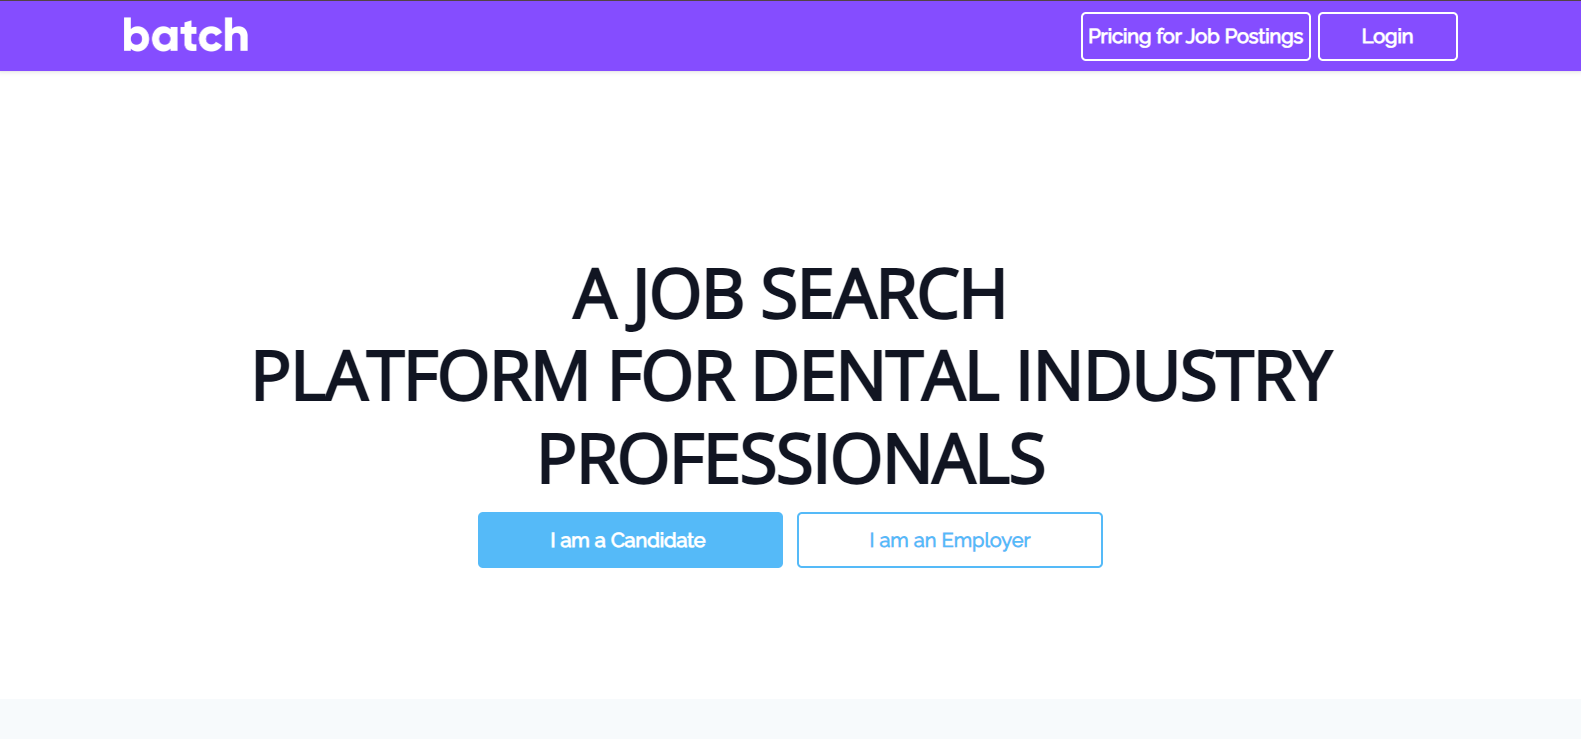 batch
Pricing for Job Postings
Login
A JOB SEARCH
PLATFORM FOR DENTAL INDUSTRY
PROFESSIONALS
I am a Candidate
I am an Employer